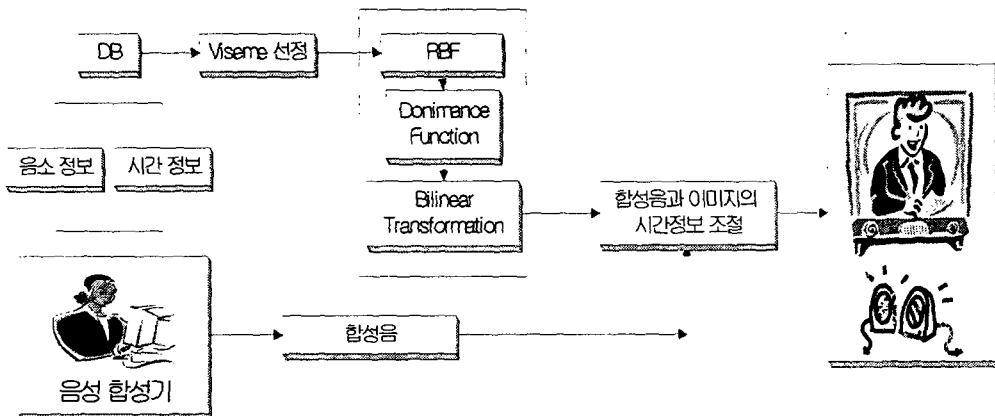 DB
Viseme 선정
RBF
Donimance
Function
음소 정보
시간 정보
Bilinear
Transformation
합성음과 이미지의
시간정보 조절
합성음
음성 합성기